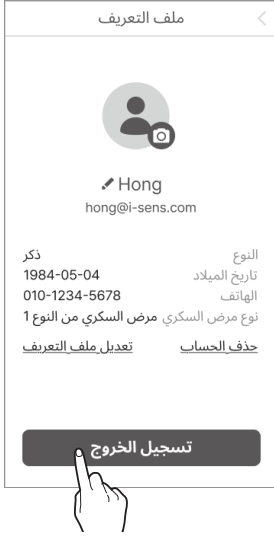 ملف التعريف
Hong
hong@i-sens.com
النوع ذكر
تاريخ الميلاد 1984-05-04
الهاتف 010-1234-5678
نوع مرض السكري مرض السكري من النوع 1
حذف الحساب تعديل ملف التعريف
تسجيل الخروج